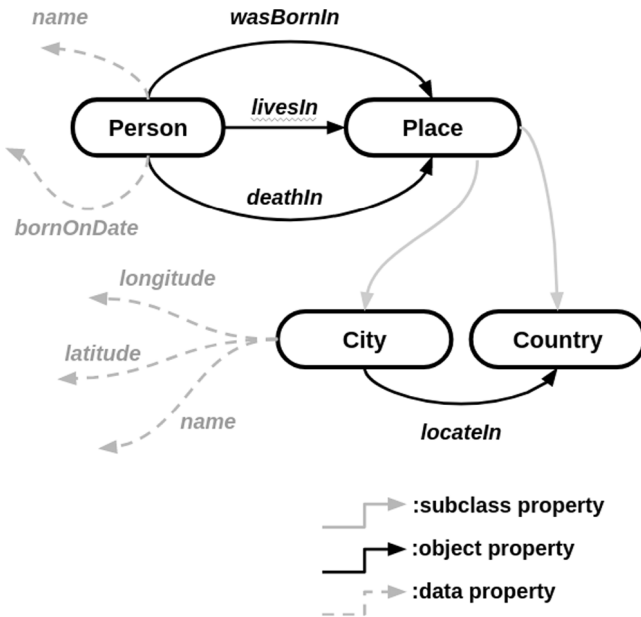 name
wasBornIn
livesIn
Person
Place
deathIn
bornOnDate
longitude
City
Country
latitude
name
locateIn
:subclass property
:object property
:data property